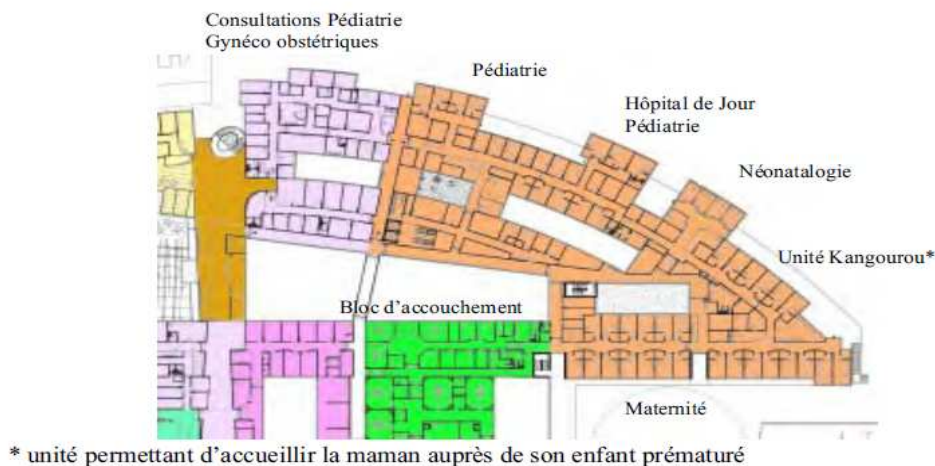 Consultations Pédiatrie
Gynéco obstétriques
Pédiatrie
Hôpital de Jour
Pédiatrie
Néonatalogie
Unité Kangourou*
Bloc d'accouchement
Maternité
* unité permettant d'accueillir la maman auprès de son enfant prématuré